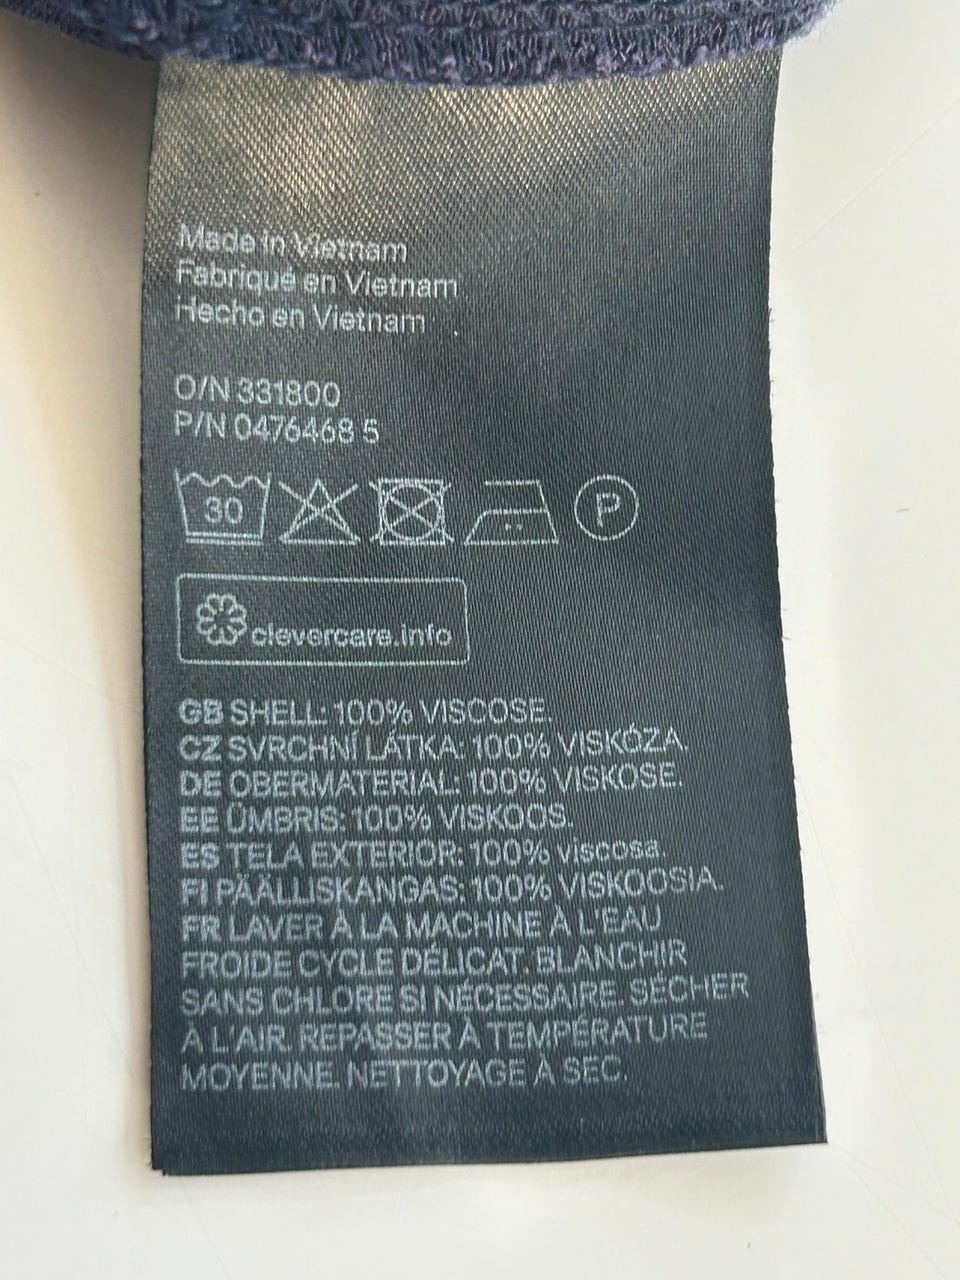 Made in Vietnam
Fabriqué en Vietnam
Hecho en Vietnam
O/N 331800
P/N 0476468 5
30 P
clevercare.info
GB SHELL: 100% VISCOSE.
CZ SVRCHNÍ LÁTKA: 100% VISKÓZA.
DE OBERMATERIAL: 100% VISKOSE.
EE ÜMBRIS: 100% VISKOOS.
ES TELA EXTERIOR: 100% viscosa.
FI PÄÄLLISKANGAS: 100% VISKOOSIA.
FR LAVER À LA MACHINE À L'EAU
FROIDE CYCLE DÉLICAT. BLANCHIR
SANS CHLORE SI NÉCESSAIRE. SÉCHER
À L'AIR. REPASSER À TEMPÉRATURE
MOYENNE. NETTOYAGE À SEC.